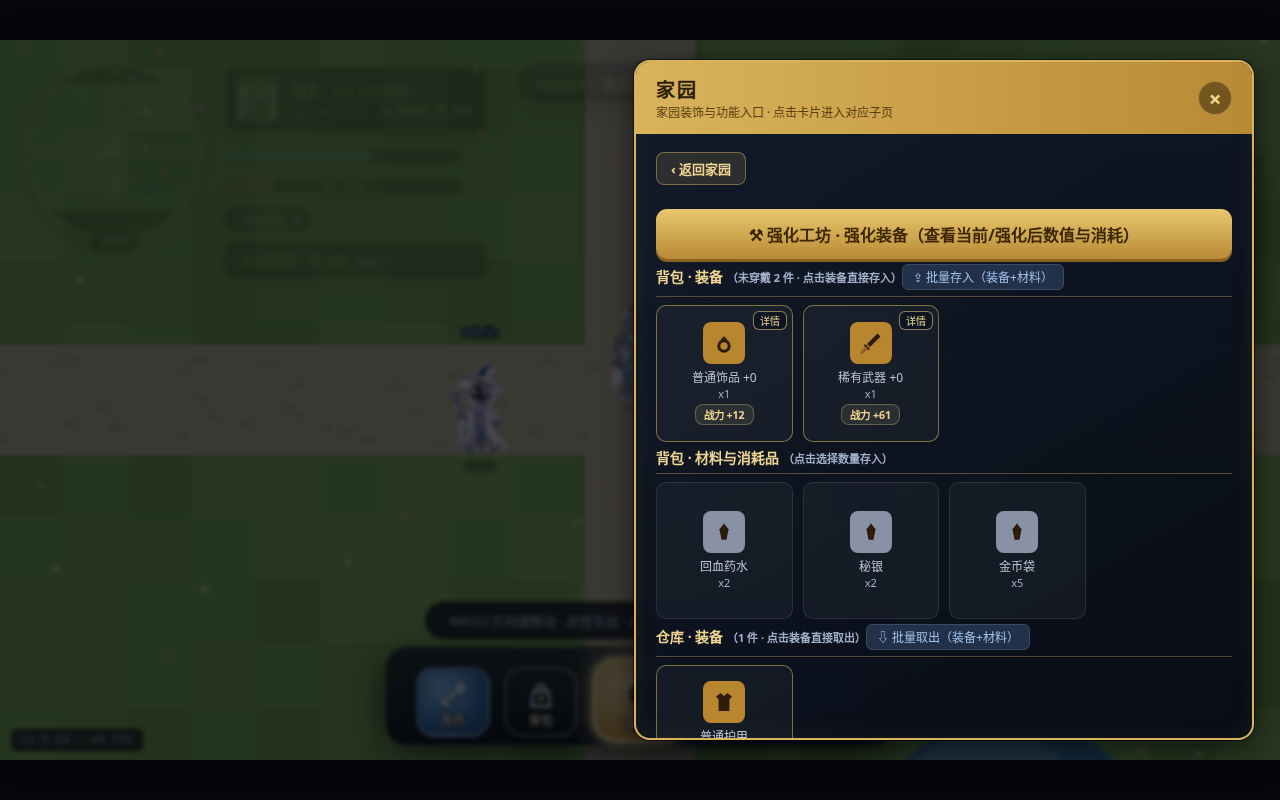 家园
家园装饰与功能入口 · 点击卡片进入对应子页
×
‹ 返回家园
⚒ 强化工坊 · 强化装备（查看当前/强化后数值与消耗）
背包 · 装备 （未穿戴 2 件 · 点击装备直接存入） ⇪ 批量存入（装备+材料）
详情
普通饰品 +0
x1
战力 +12
详情
稀有武器 +0
x1
战力 +61
背包 · 材料与消耗品 （点击选择数量存入）
回血药水
x2
秘银
x2
金币袋
x5
仓库 · 装备 （1 件 · 点击装备直接取出） ⇩ 批量取出（装备+材料）
普通护甲
背包